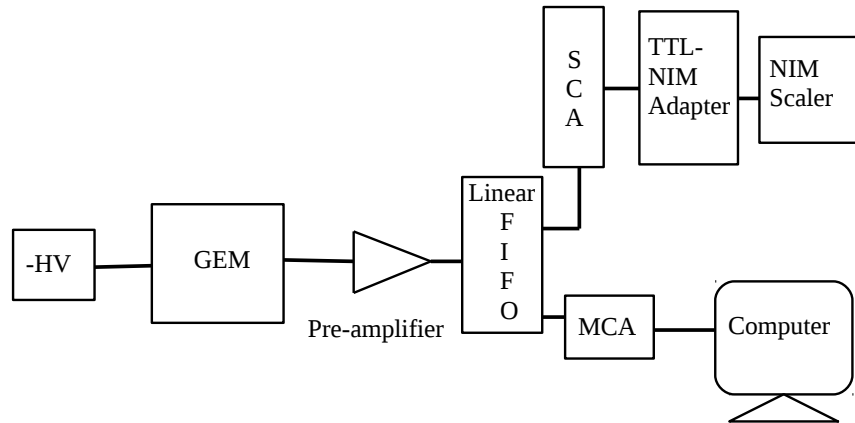 -HV
GEM
Pre-amplifier
Linear
F
I
F
O
S
C
A
TTL-
NIM
Adapter
NIM
Scaler
MCA
Computer